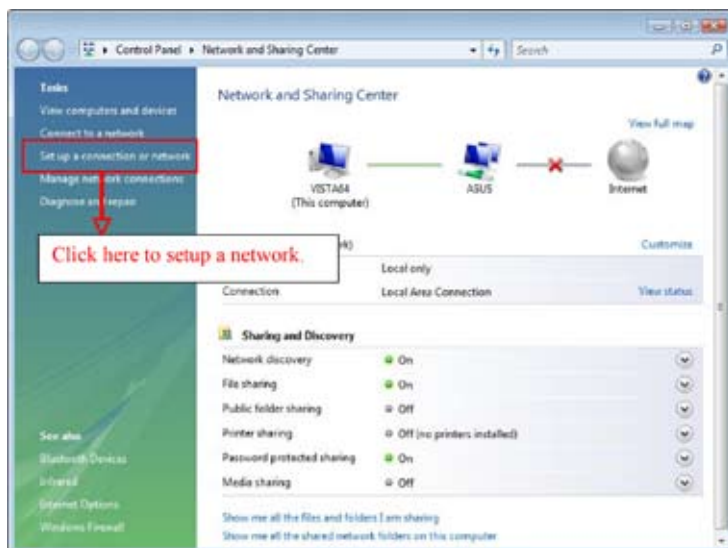 Control Panel ▸ Network and Sharing Center
Search
Tasks
View computers and devices
Connect to a network
Set up a connection or network
Manage network connections
Diagnose and repair
Click here to setup a network.
See also
Bluetooth Devices
Infrared
Internet Options
Windows Firewall
Network and Sharing Center
View full map
VISTA64
(This computer)
ASUS
Internet
Customize
Local only
Connection
Local Area Connection
View status
Sharing and Discovery
Network discovery
On
File sharing
On
Public folder sharing
Off
Printer sharing
Off (no printers installed)
Password protected sharing
On
Media sharing
Off
Show me all the files and folders I am sharing
Show me all the shared network folders on this computer